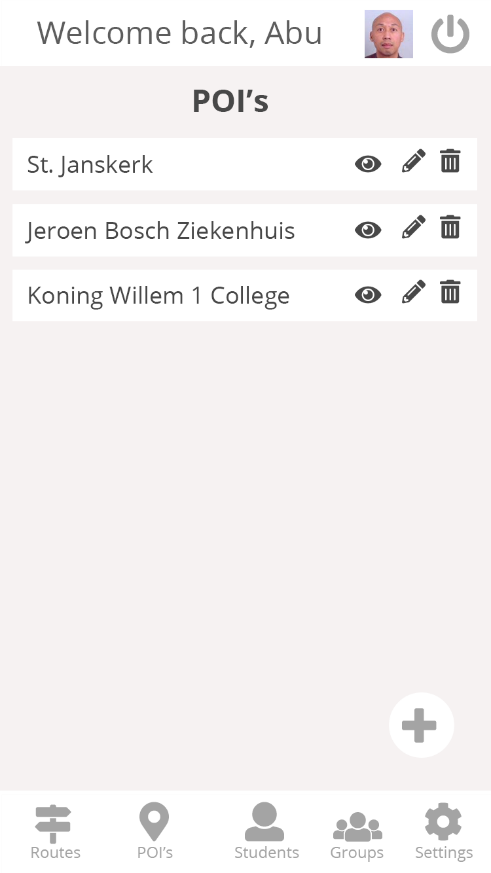 Welcome back, Abu
POI’s
St. Janskerk
Jeroen Bosch Ziekenhuis
Koning Willem 1 College
Routes
POI’s
Students
Groups
Settings